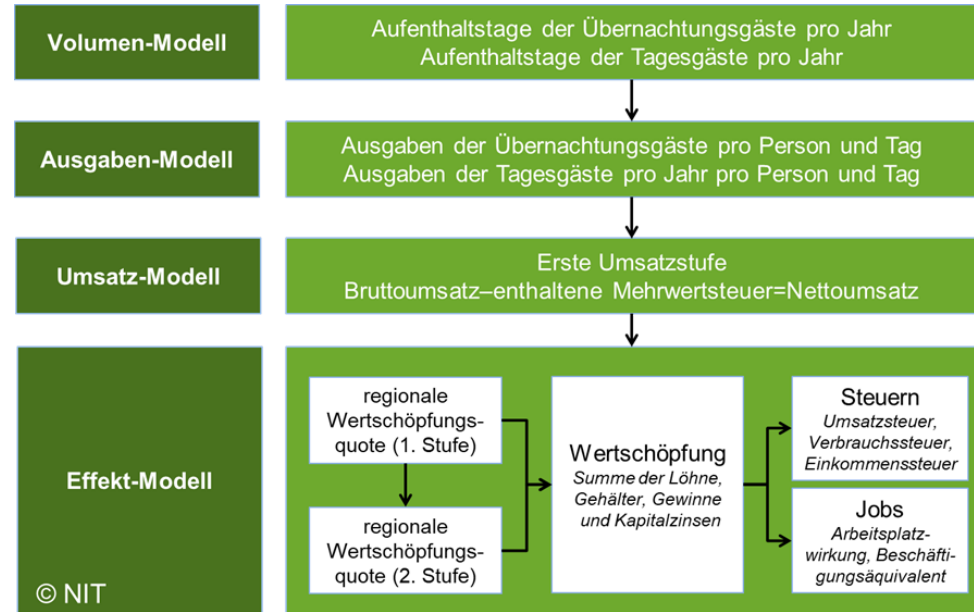 Volumen-Modell
Aufenthaltstage der Übernachtungsgäste pro Jahr
Aufenthaltstage der Tagesgäste pro Jahr
Ausgaben-Modell
Ausgaben der Übernachtungsgäste pro Person und Tag
Ausgaben der Tagesgäste pro Jahr pro Person und Tag
Umsatz-Modell
Erste Umsatzstufe
Bruttoumsatz–enthaltene Mehrwertsteuer=Nettoumsatz
Effekt-Modell
regionale
Wertschöpfungs-
quote (1. Stufe)
regionale
Wertschöpfungs-
quote (2. Stufe)
Wertschöpfung
Summe der Löhne,
Gehälter, Gewinne
und Kapitalzinsen
Steuern
Umsatzsteuer,
Verbrauchssteuer,
Einkommenssteuer
Jobs
Arbeitsplatz-
wirkung, Beschäfti-
gungsäquivalent
© NIT